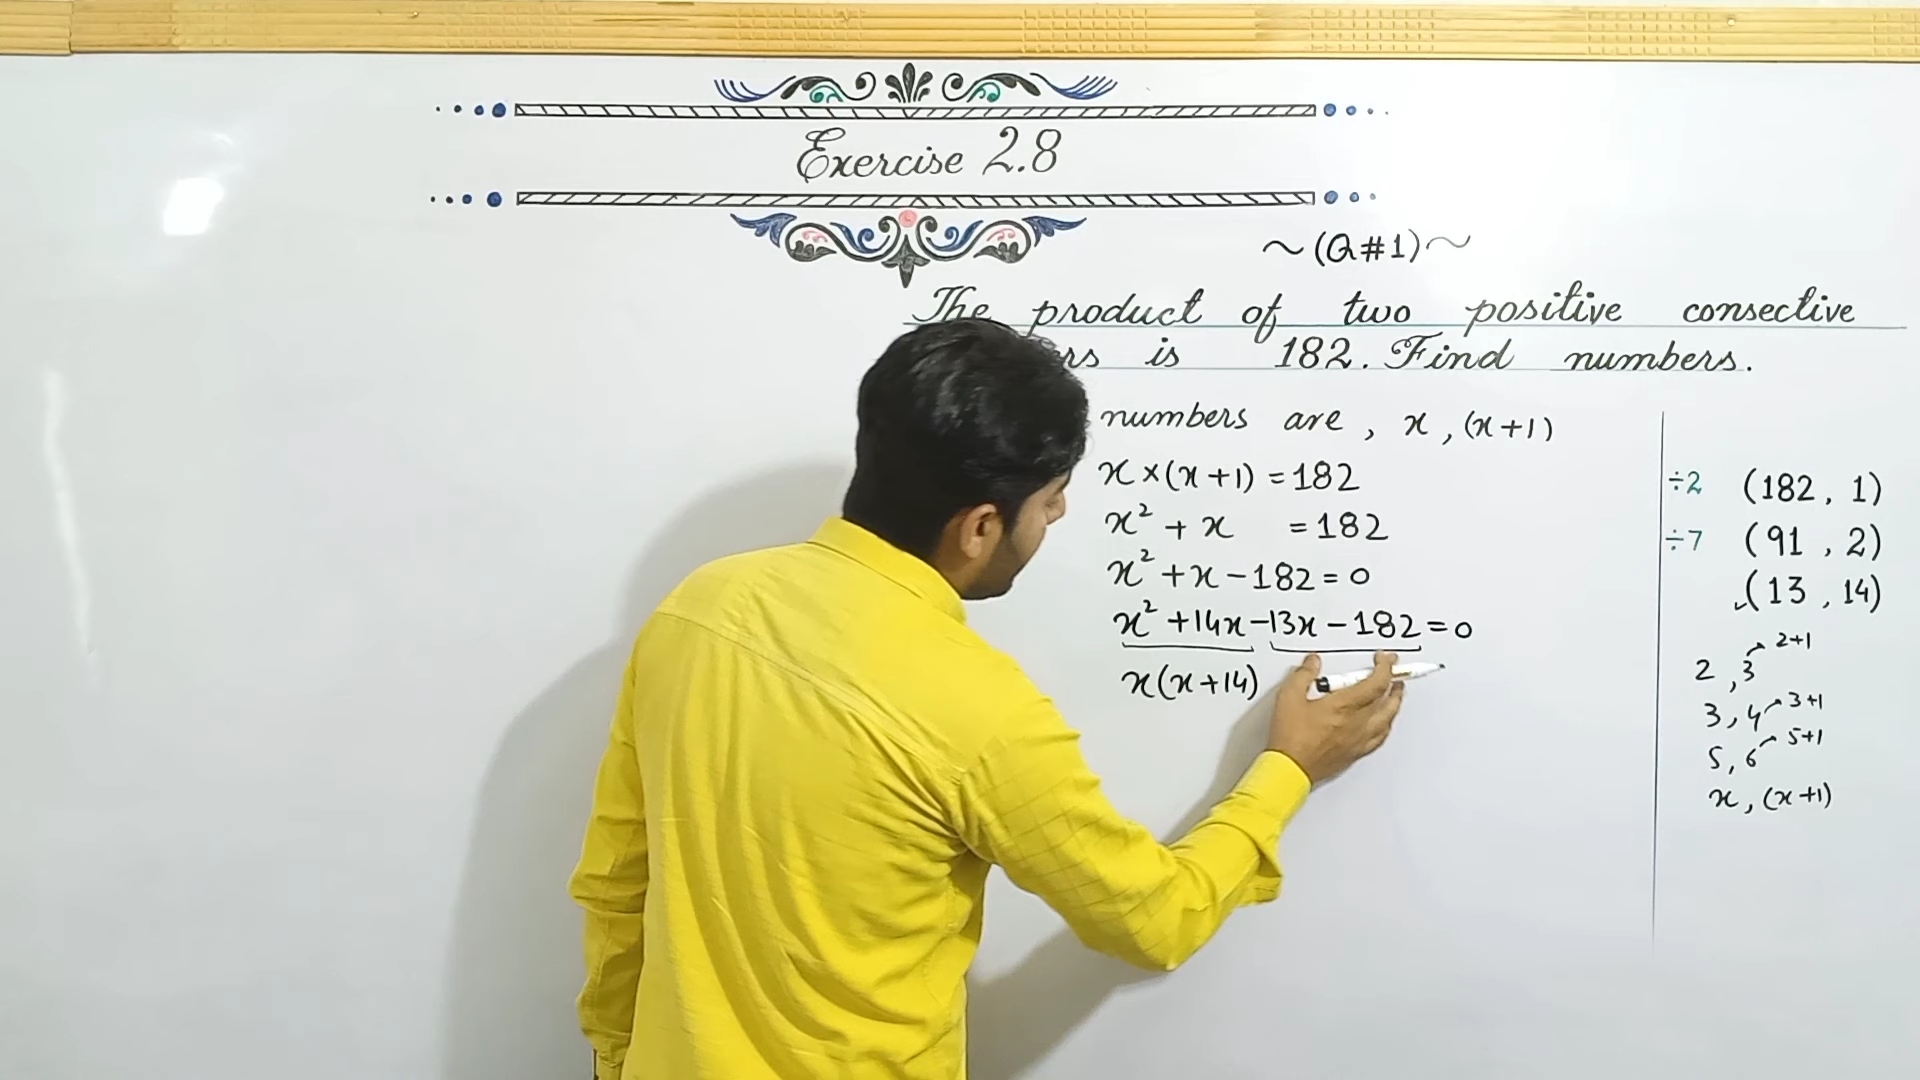 Exercise 2.8
~(Q#1)~
The product of two positive consective
rs is 182. Find numbers.
numbers are, x, (x+1)
x×(x+1) =182
x² + x =182
x² +x-182=0
x² +14x-13x-182=0
x(x+14)
÷2 (182, 1)
÷7 (91, 2)
(13, 14)
2, 3 2+1
3, 4 3+1
5, 6 5+1
x, (x+1)